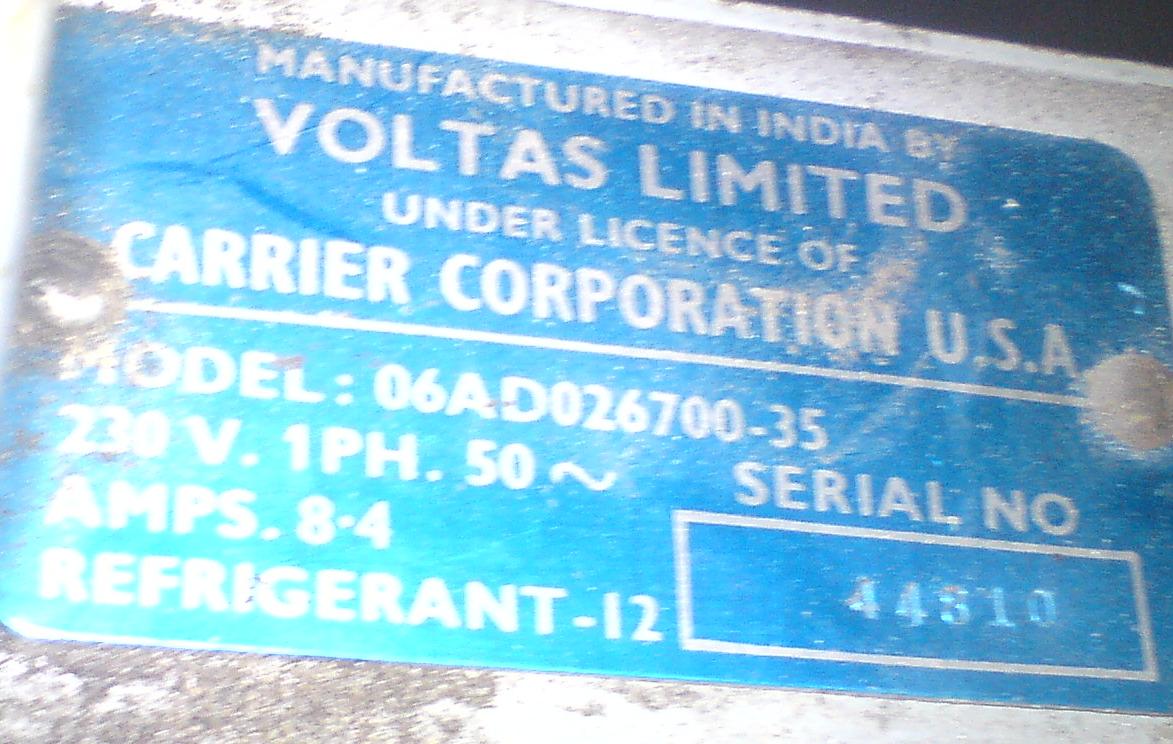 MANUFACTURED IN INDIA BY
VOLTAS LIMITED
UNDER LICENCE OF
CARRIER CORPORATION U.S.A
MODEL: 06AD026700-35
230 V. 1PH. 50 ~
SERIAL NO
AMPS. 8·4
REFRIGERANT-12
44810